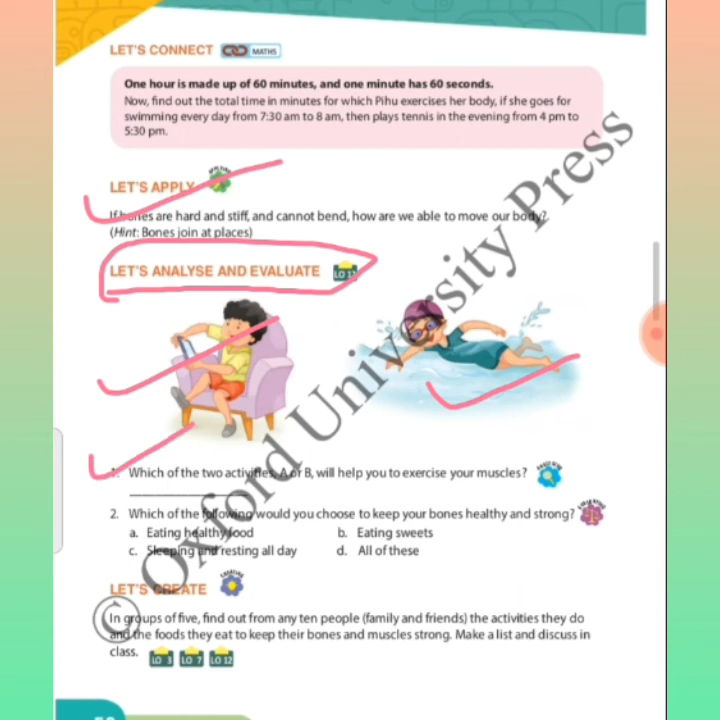 LET'S CONNECT MATHS
One hour is made up of 60 minutes, and one minute has 60 seconds.
Now, find out the total time in minutes for which Pihu exercises her body, if she goes for
swimming every day from 7:30 am to 8 am, then plays tennis in the evening from 4 pm to
5:30 pm.
LET'S APPLY
If bones are hard and stiff, and cannot bend, how are we able to move our body?
(Hint: Bones join at places)
LET'S ANALYSE AND EVALUATE
1. Which of the two activities, A or B, will help you to exercise your muscles?
2. Which of the following would you choose to keep your bones healthy and strong?
a. Eating healthy food b. Eating sweets
c. Sleeping and resting all day d. All of these
LET'S CREATE
In groups of five, find out from any ten people (family and friends) the activities they do
and the foods they eat to keep their bones and muscles strong. Make a list and discuss in
class. LO 3 LO 7 LO 12
© Oxford University Press